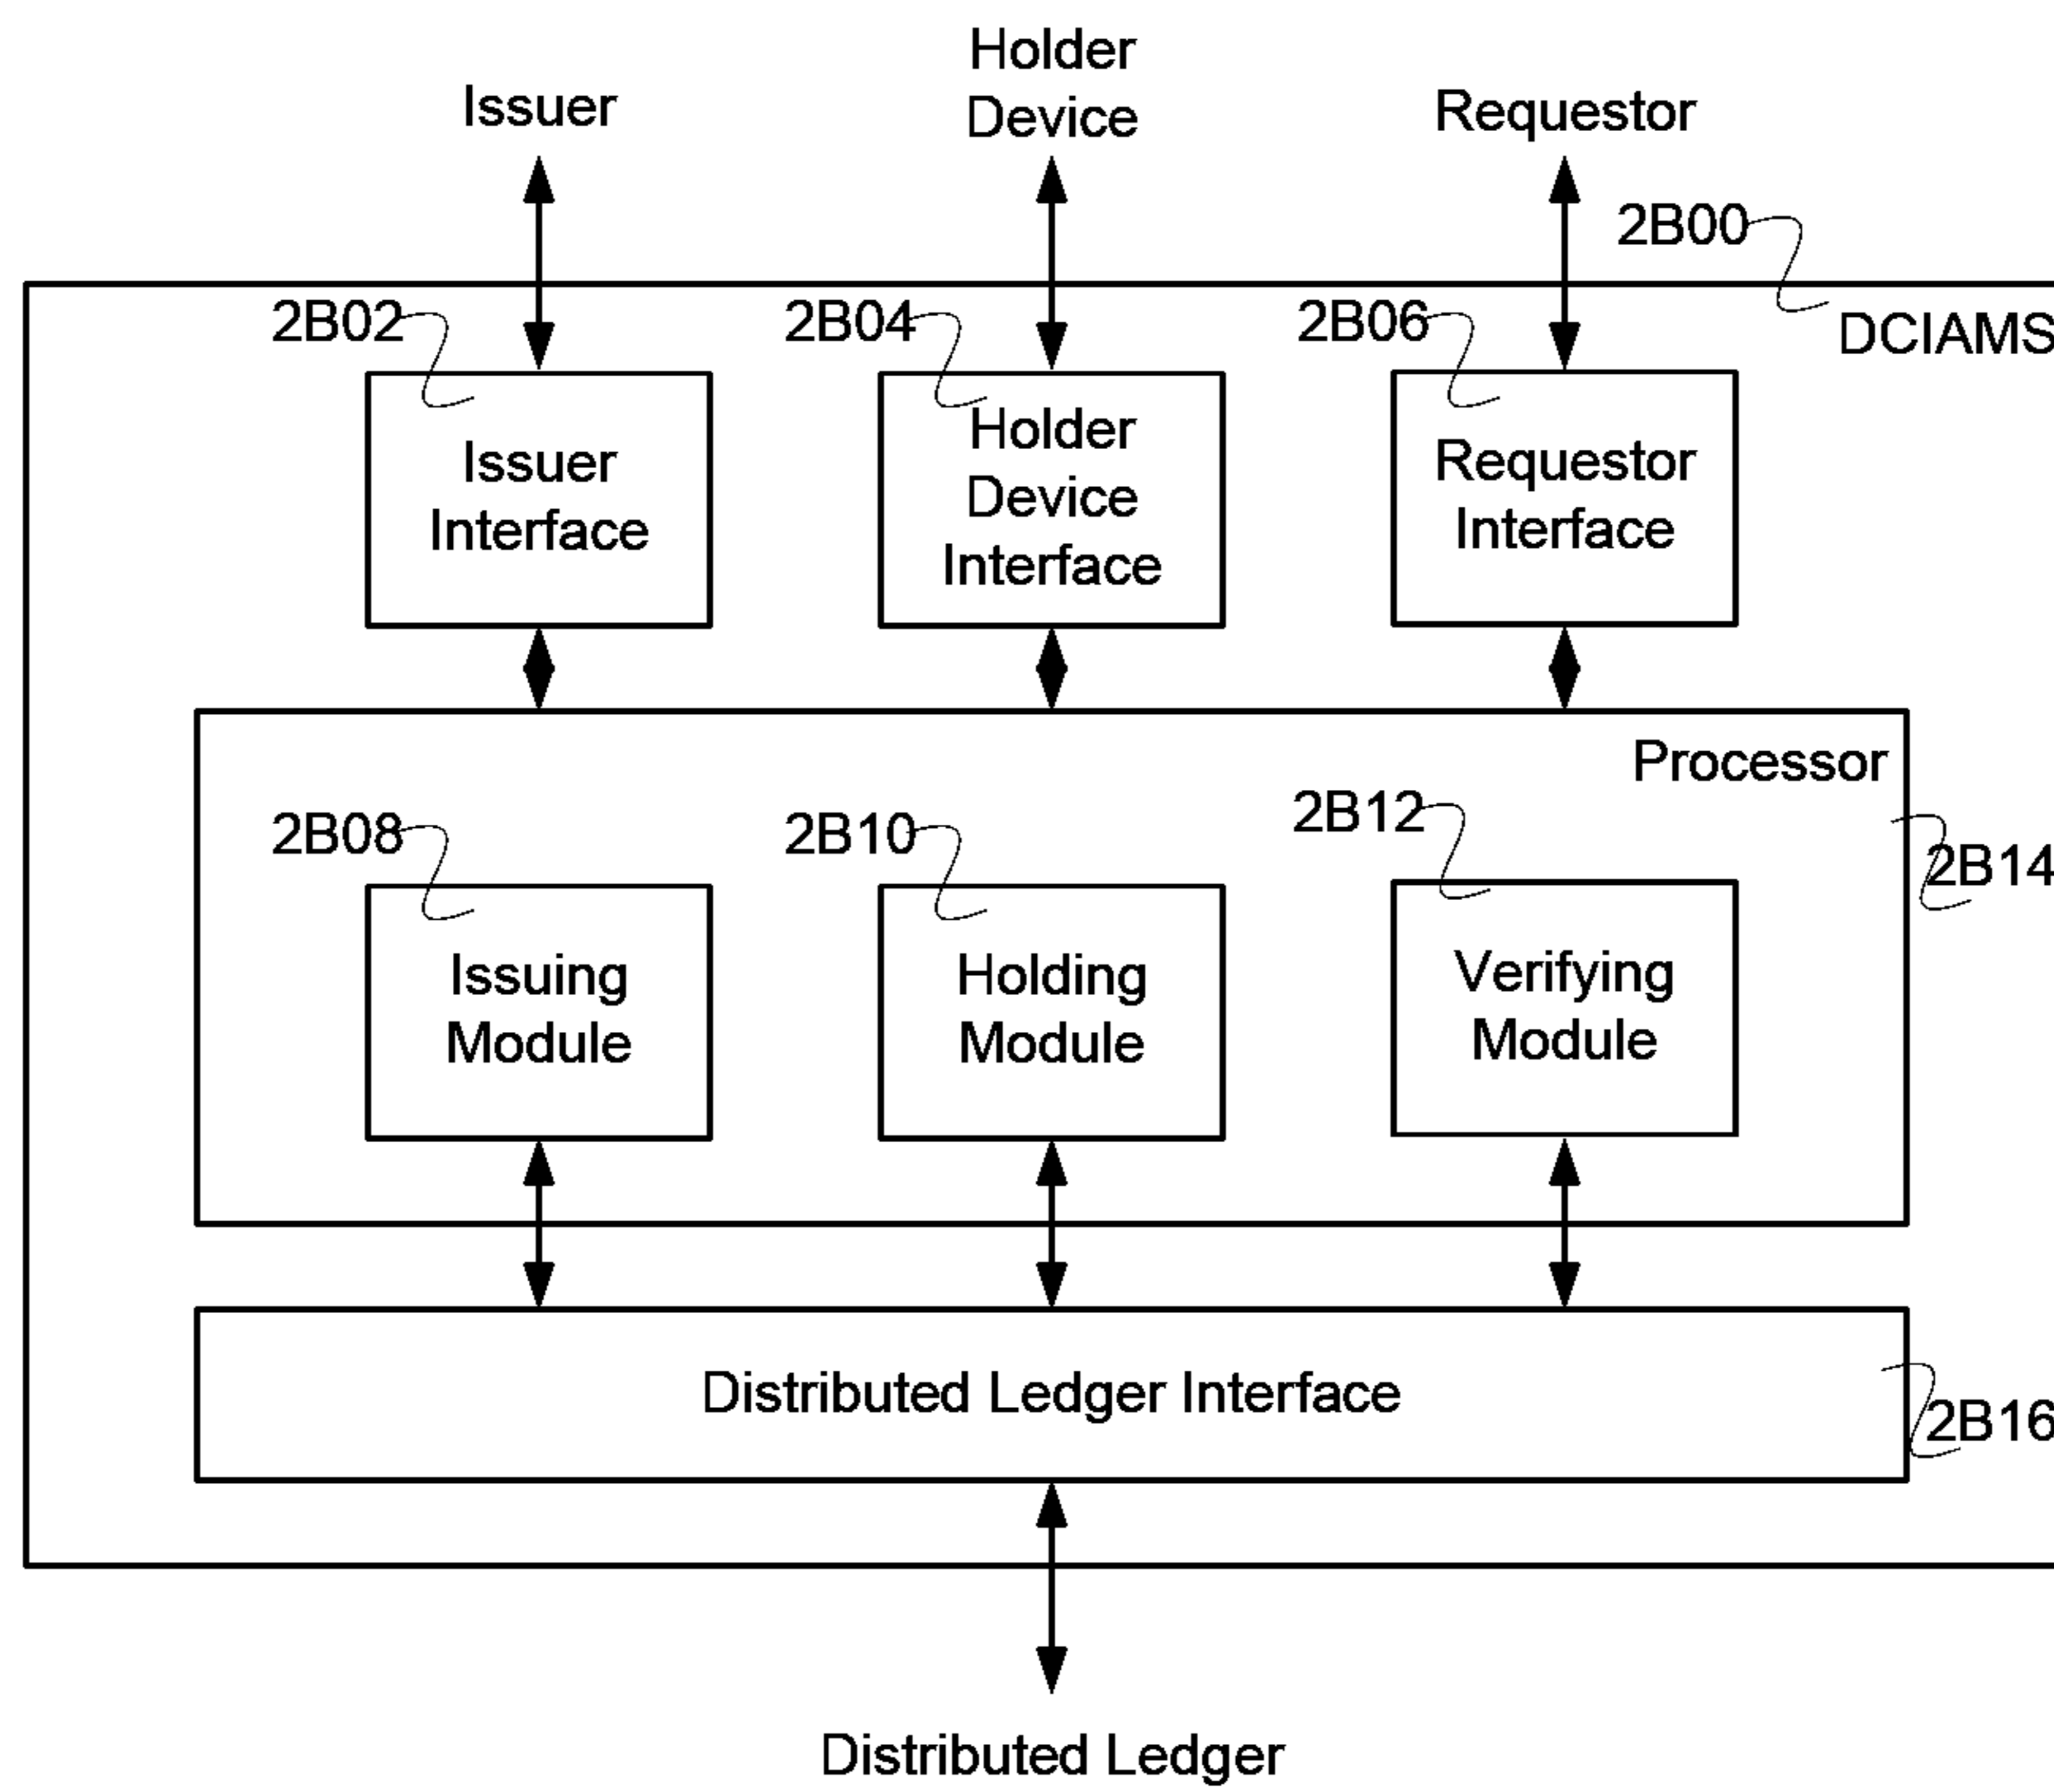 Holder
Device
Issuer
Requestor
2B00
DCIAMS
2B02
2B04
2B06
Issuer
Interface
Holder
Device
Interface
Requestor
Interface
Processor
2B08
2B10
2B12
2B14
Issuing
Module
Holding
Module
Verifying
Module
Distributed Ledger Interface
2B16
Distributed Ledger